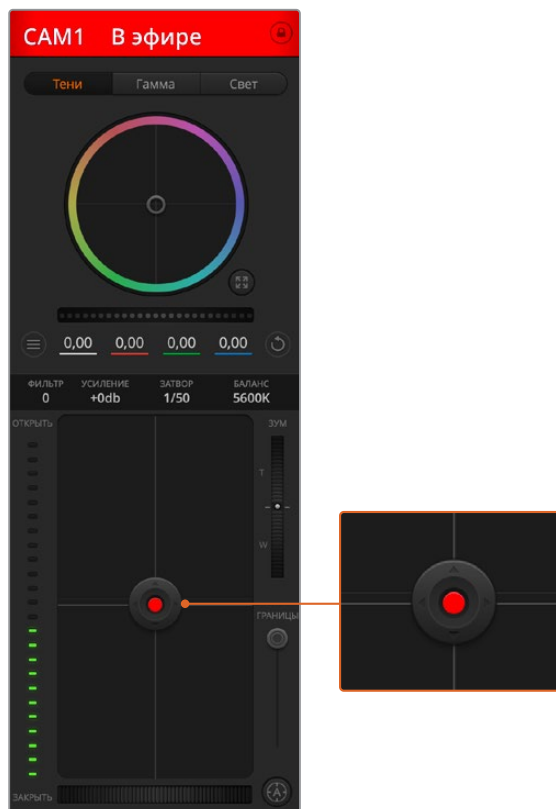 CAM1 В эфире
Тени Гамма Свет
0,00 0,00 0,00 0,00
ФИЛЬТР УСИЛЕНИЕ ЗАТВОР БАЛАНС
0 +0db 1/50 5600K
ОТКРЫТЬ ЗУМ
T
W
ГРАНИЦЫ
ЗАКРЫТЬ A